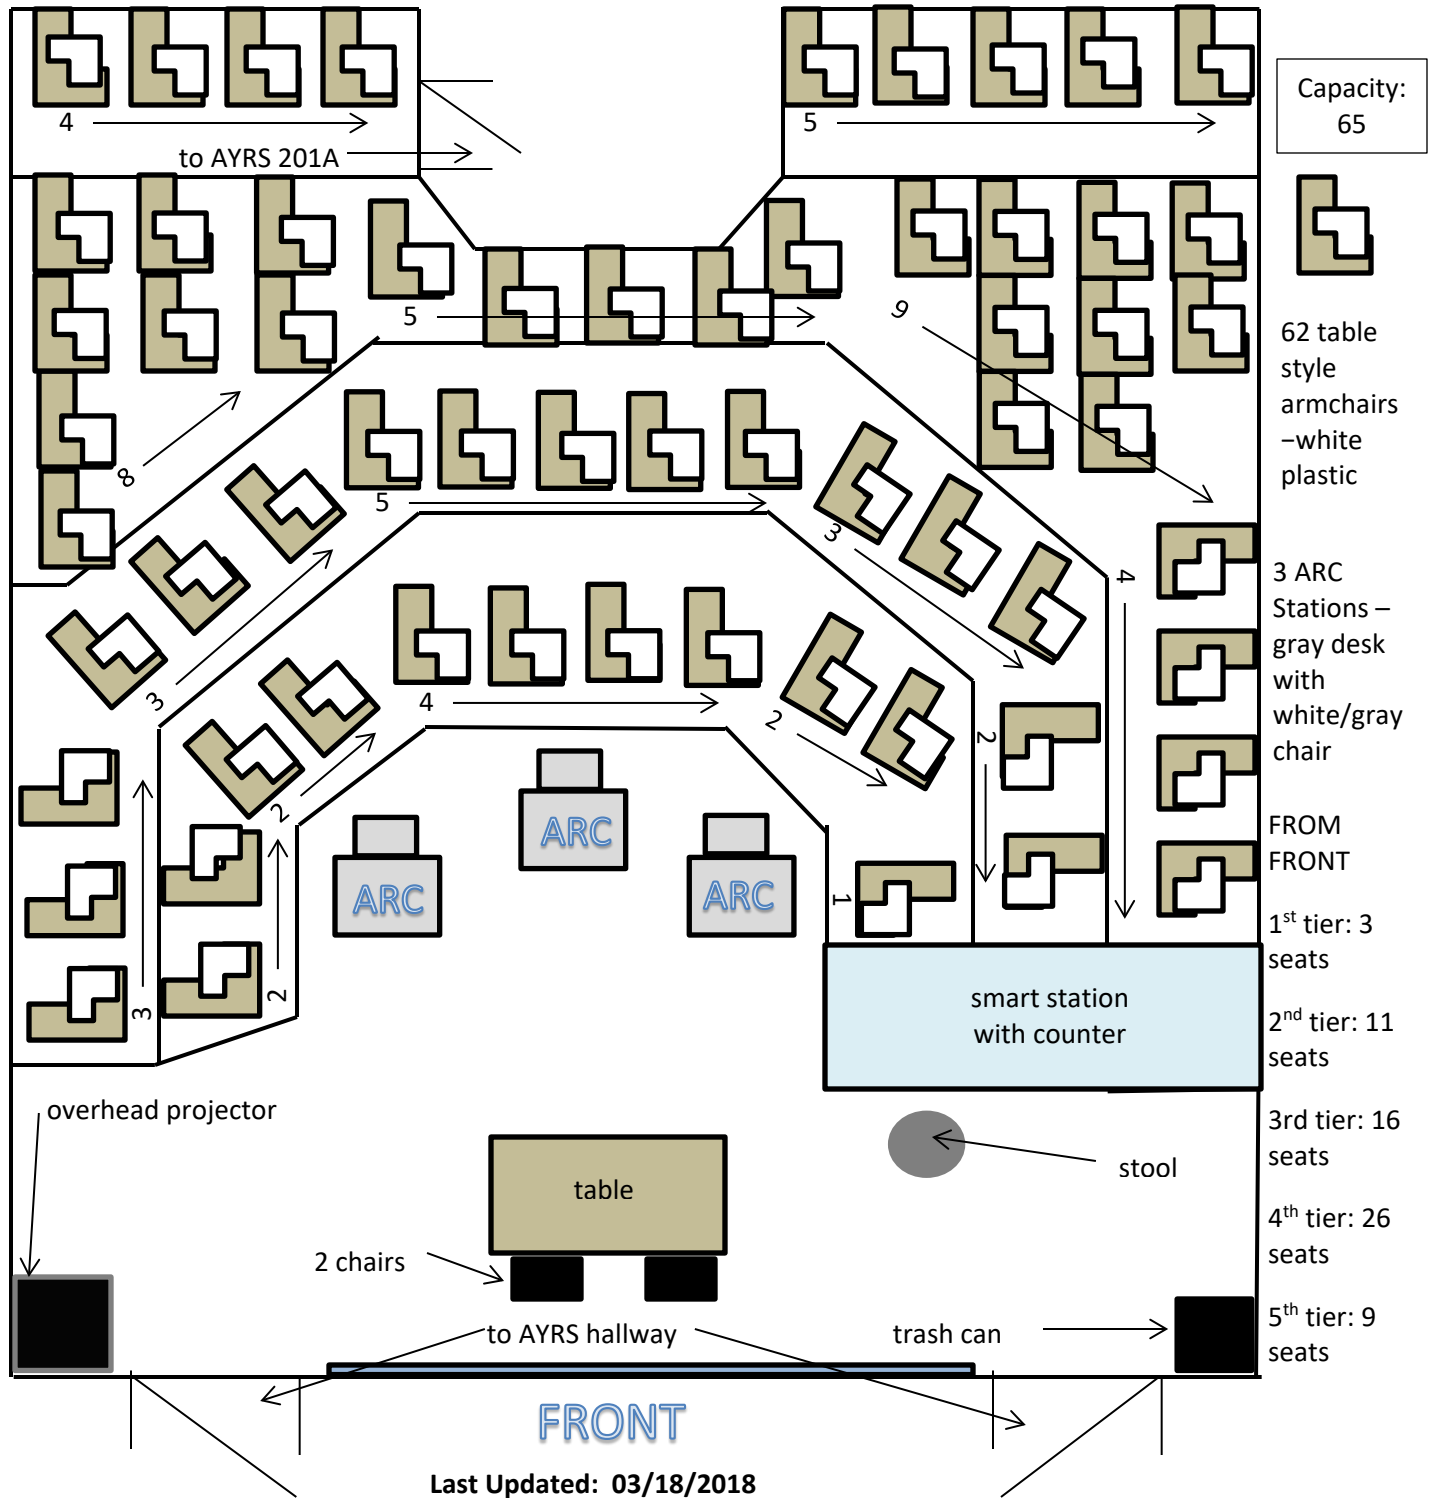 4
to AYRS 201A
5
Capacity:
65
5
9
62 table
style
armchairs
–white
plastic
8
5
3
3
4
3 ARC
Stations –
gray desk
with
white/gray
chair
4
2
2
2
ARC
ARC
ARC
1
FROM
FRONT
1st tier: 3
seats
3
2
smart station
with counter
2nd tier: 11
seats
overhead projector
3rd tier: 16
seats
stool
table
4th tier: 26
seats
2 chairs
to AYRS hallway
trash can
5th tier: 9
seats
FRONT
Last Updated:  03/18/2018